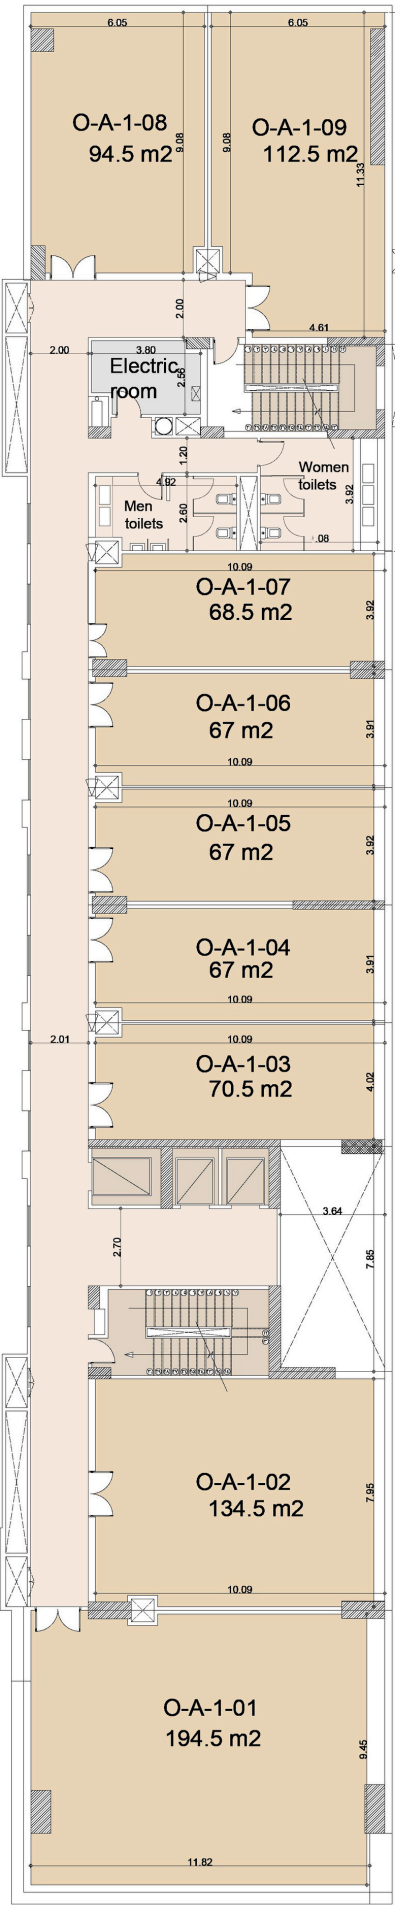 6.05
6.05
O-A-1-08
94.5 m2
9.08
9.08
O-A-1-09
112.5 m2
11.33
2.00
4.61
2.00
3.80
Electric
room
2.56
1.20
4.92
Women
toilets
3.92
Men
toilets
2.60
.08
10.09
O-A-1-07
68.5 m2
3.92
O-A-1-06
67 m2
3.91
10.09
10.09
O-A-1-05
67 m2
3.92
O-A-1-04
67 m2
3.91
10.09
2.01
10.09
O-A-1-03
70.5 m2
4.02
3.64
2.70
7.85
O-A-1-02
134.5 m2
7.95
10.09
O-A-1-01
194.5 m2
9.45
11.82